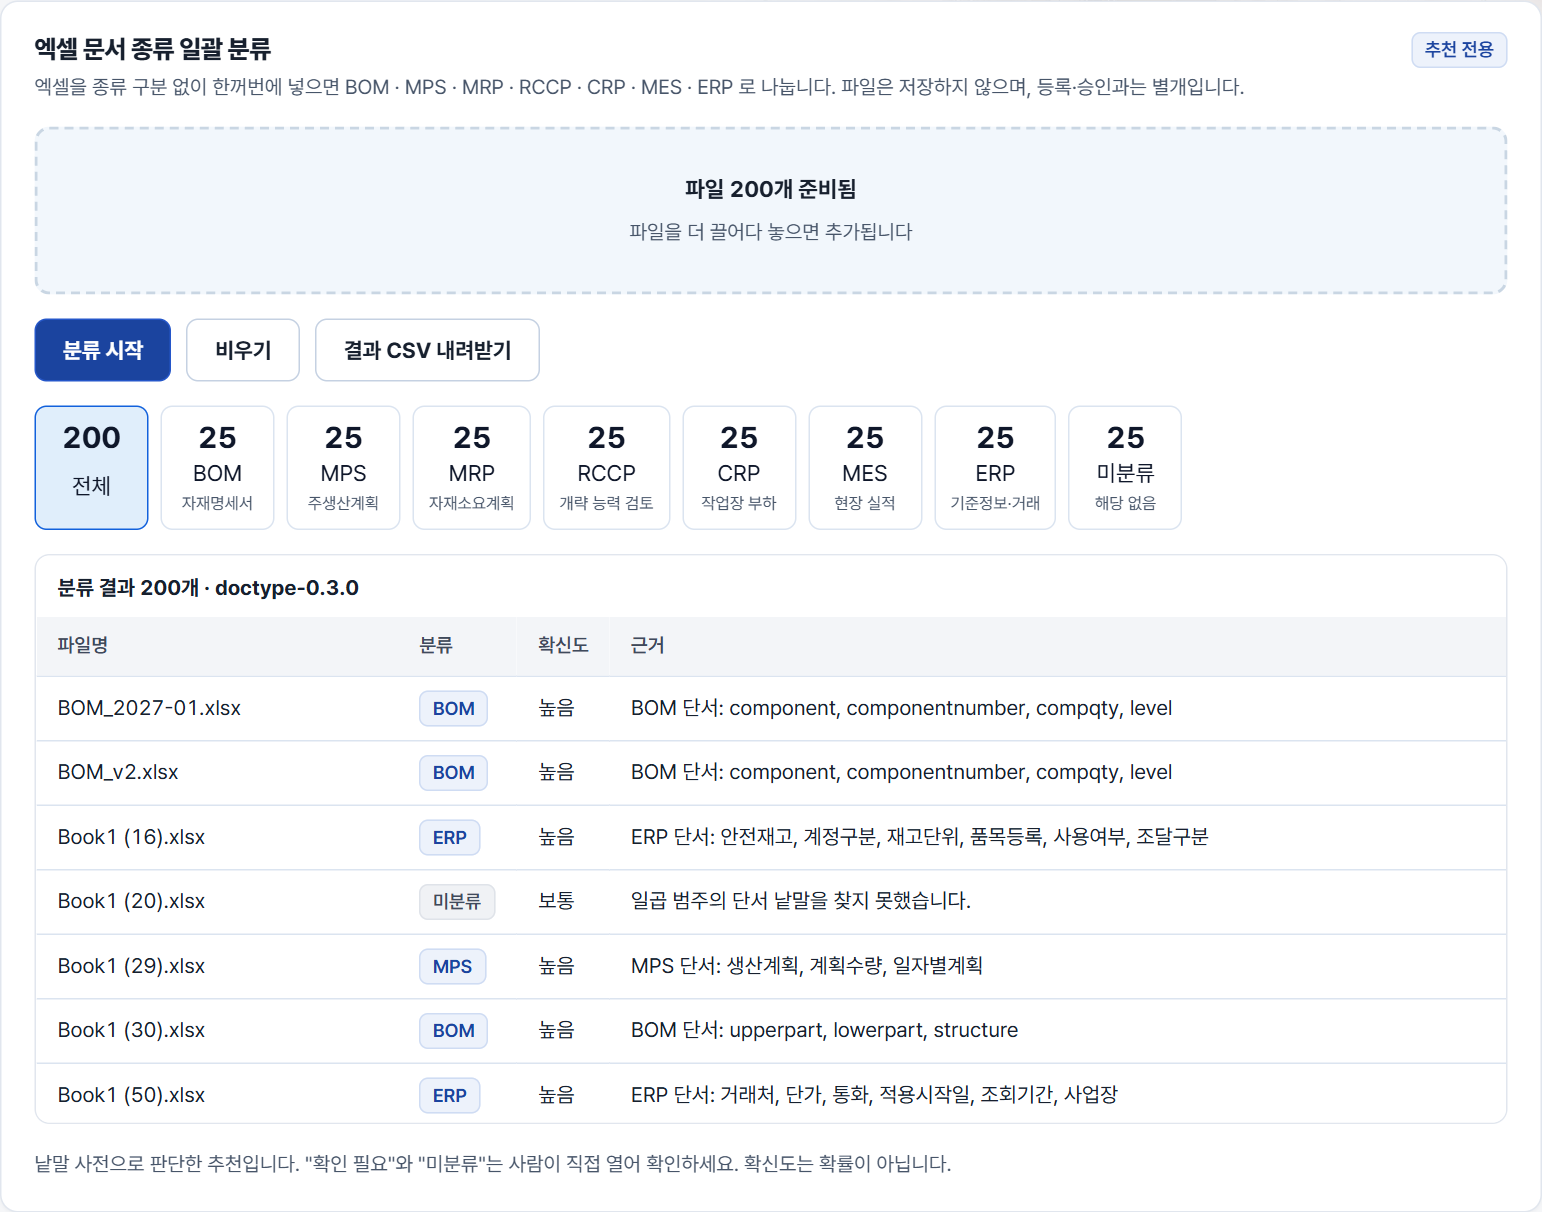 엑셀 문서 종류 일괄 분류
추천 전용
엑셀을 종류 구분 없이 한꺼번에 넣으면 BOM · MPS · MRP · RCCP · CRP · MES · ERP 로 나눕니다. 파일은 저장하지 않으며, 등록·승인과는 별개입니다.
파일 200개 준비됨
파일을 더 끌어다 놓으면 추가됩니다
분류 시작 비우기 결과 CSV 내려받기
200 25 25 25 25 25 25 25 25
전체 BOM MPS MRP RCCP CRP MES ERP 미분류
자재명세서 주생산계획 자재소요계획 개략 능력 검토 작업장 부하 현장 실적 기준정보·거래 해당 없음
분류 결과 200개 · doctype-0.3.0
파일명 분류 확신도 근거
BOM_2027-01.xlsx BOM 높음 BOM 단서: component, componentnumber, compqty, level
BOM_v2.xlsx BOM 높음 BOM 단서: component, componentnumber, compqty, level
Book1 (16).xlsx ERP 높음 ERP 단서: 안전재고, 계정구분, 재고단위, 품목등록, 사용여부, 조달구분
Book1 (20).xlsx 미분류 보통 일곱 범주의 단서 낱말을 찾지 못했습니다.
Book1 (29).xlsx MPS 높음 MPS 단서: 생산계획, 계획수량, 일자별계획
Book1 (30).xlsx BOM 높음 BOM 단서: upperpart, lowerpart, structure
Book1 (50).xlsx ERP 높음 ERP 단서: 거래처, 단가, 통화, 적용시작일, 조회기간, 사업장
낱말 사전으로 판단한 추천입니다. "확인 필요"와 "미분류"는 사람이 직접 열어 확인하세요. 확신도는 확률이 아닙니다.